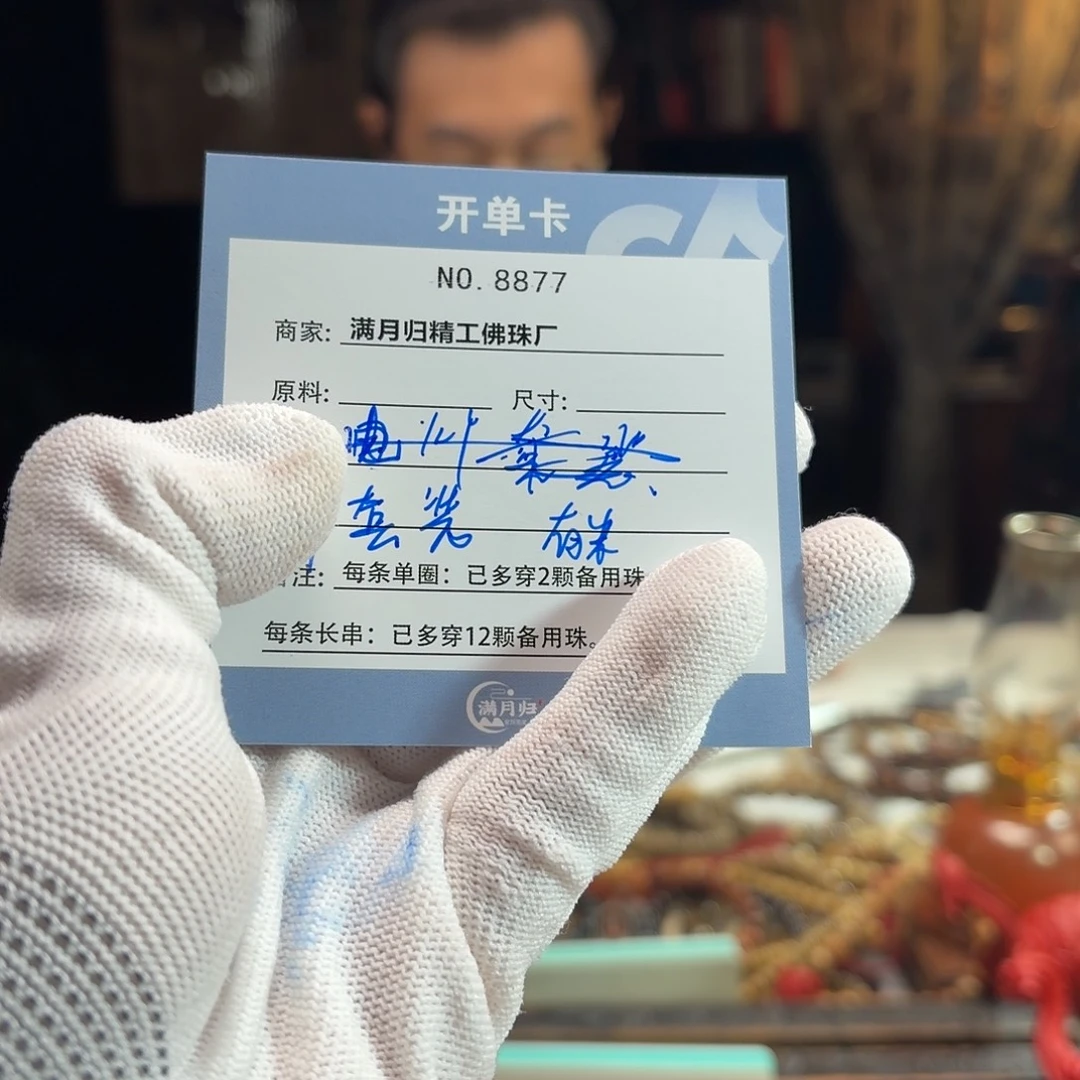 开单卡
NO. 8877
商家: 满月归精工佛珠厂
原料: 尺寸:
套装
注: 每条单圈: 已多穿2颗备用珠
每条长串: 已多穿12颗备用珠。
满月归